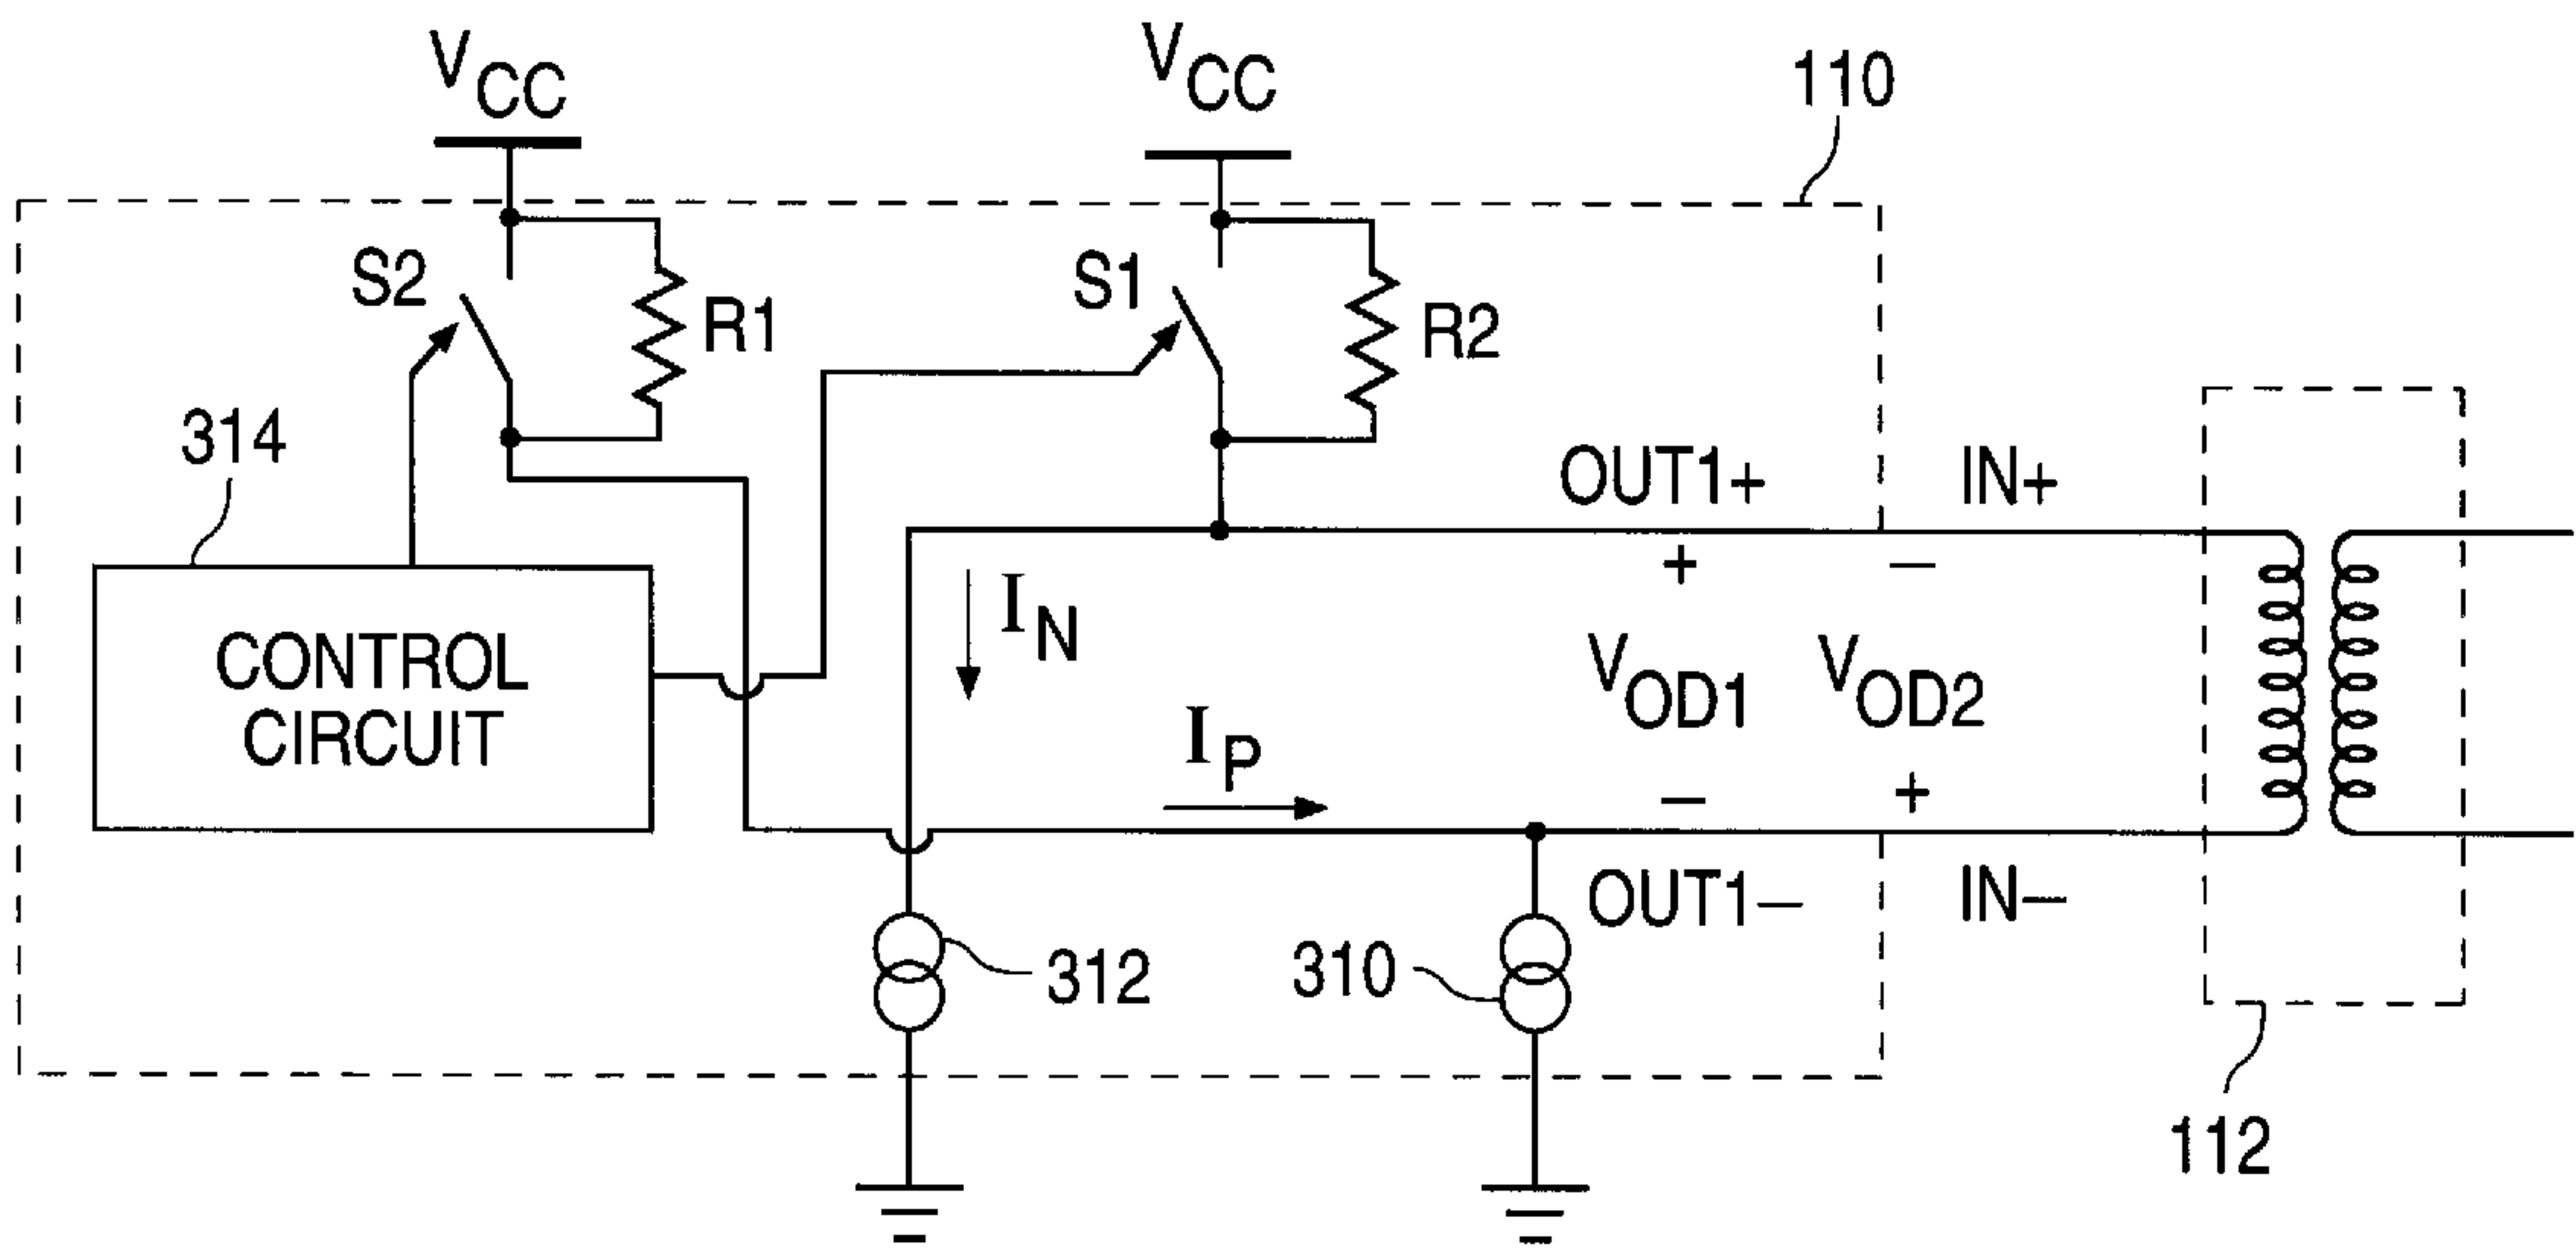 VCC
VCC
110
S2
R1
S1
R2
314
OUT1+
IN+
+
−
IN
CONTROL
CIRCUIT
VOD1
VOD2
IP
−
+
OUT1−
IN−
312
310
112